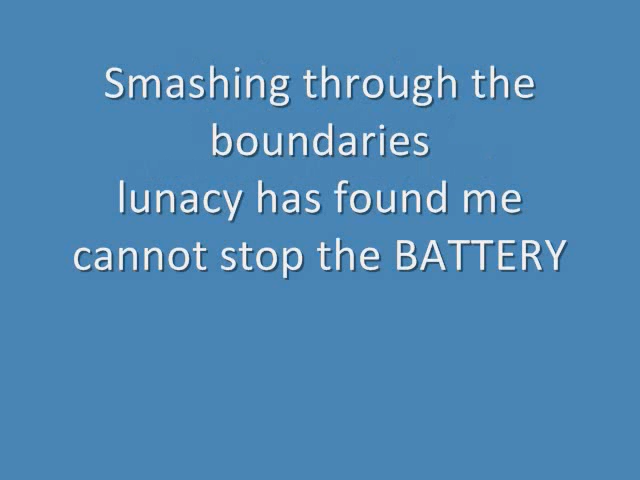 Smashing through the
boundaries
lunacy has found me
cannot stop the BATTERY